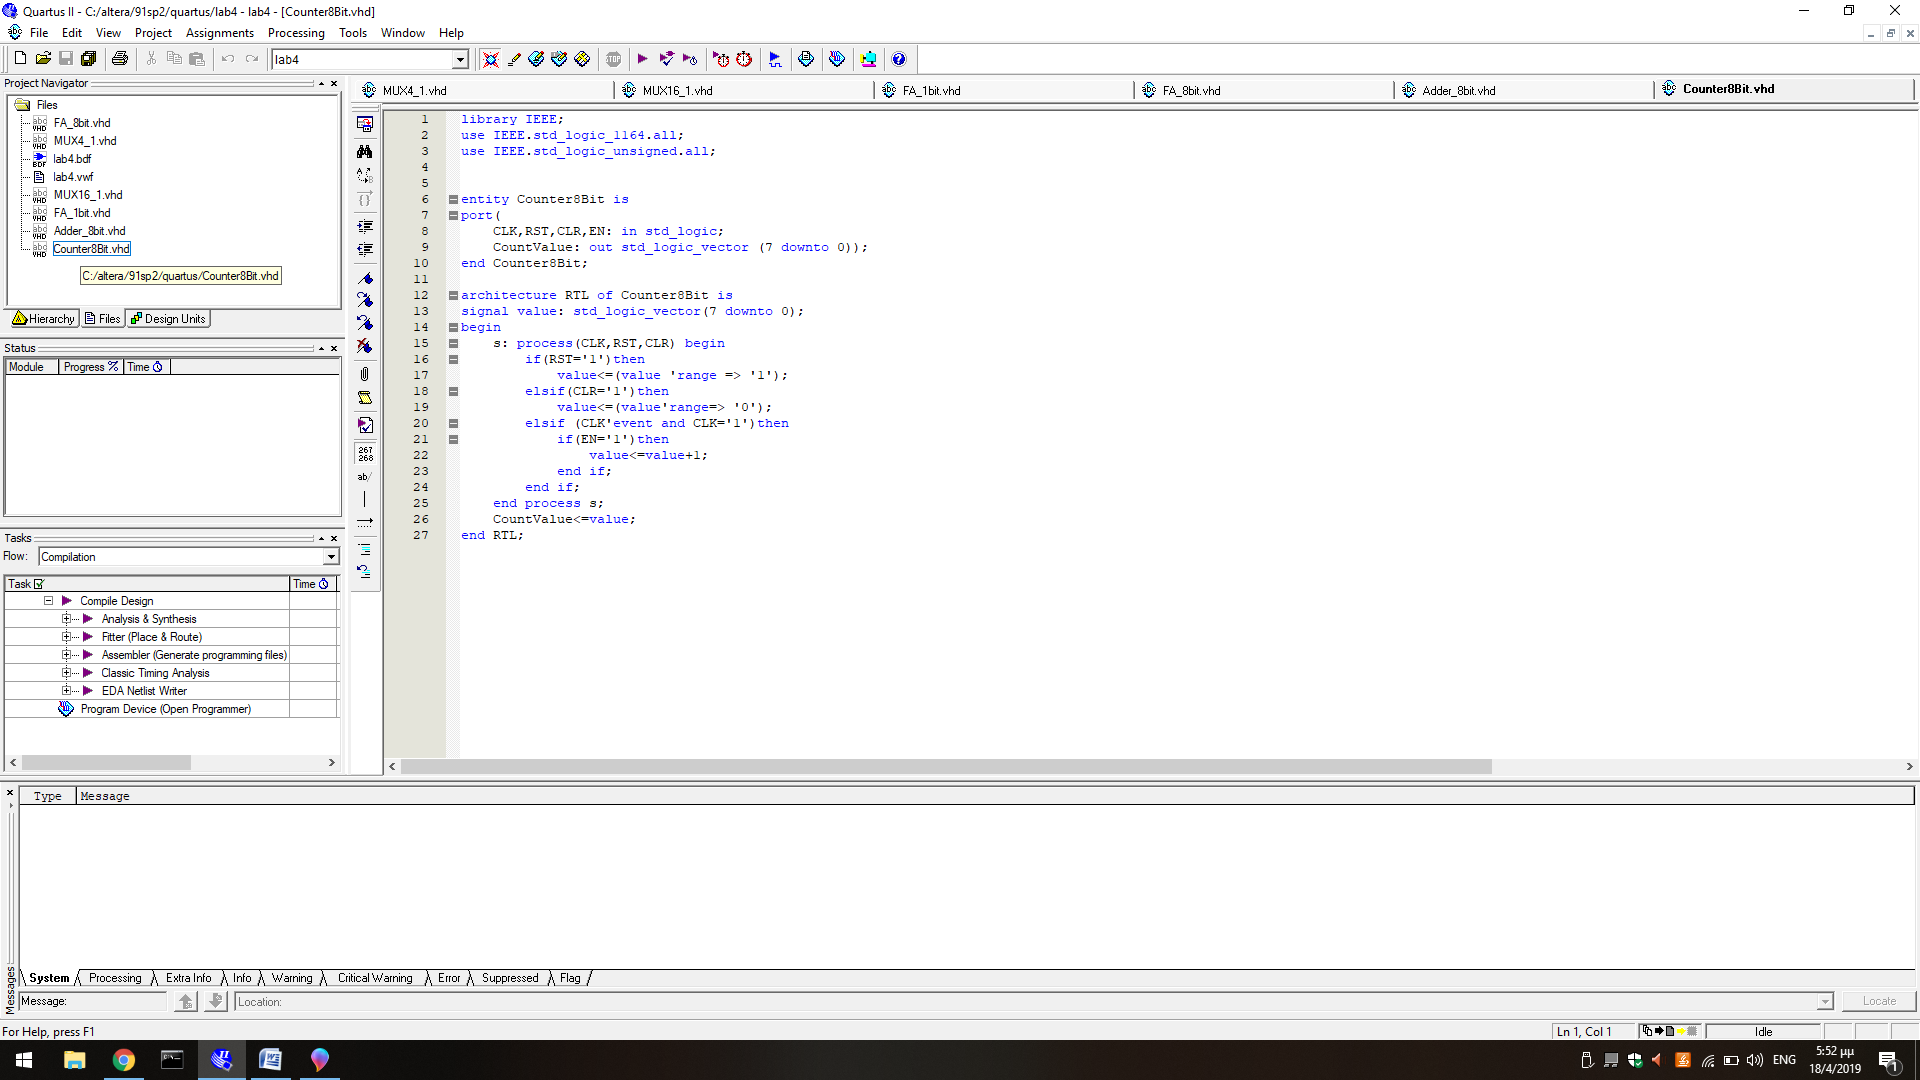 Quartus II - C:/altera/91sp2/quartus/lab4 - lab4 - [Counter8Bit.vhd]
File Edit View Project Assignments Processing Tools Window Help
lab4
Project Navigator
Files
FA_8bit.vhd
MUX4_1.vhd
lab4.bdf
lab4.vwf
MUX16_1.vhd
FA_1bit.vhd
Adder_8bit.vhd
Counter8Bit.vhd
C:/altera/91sp2/quartus/Counter8Bit.vhd
Hierarchy Files Design Units
Status
Module Progress % Time
Tasks
Flow: Compilation
Task Time
Compile Design
Analysis & Synthesis
Fitter (Place & Route)
Assembler (Generate programming files)
Classic Timing Analysis
EDA Netlist Writer
Program Device (Open Programmer)
MUX4_1.vhd MUX16_1.vhd FA_1bit.vhd FA_8bit.vhd Adder_8bit.vhd Counter8Bit.vhd
1 library IEEE;
2 use IEEE.std_logic_1164.all;
3 use IEEE.std_logic_unsigned.all;
4
5
6 entity Counter8Bit is
7 port(
8 CLK,RST,CLR,EN: in std_logic;
9 CountValue: out std_logic_vector (7 downto 0));
10 end Counter8Bit;
11
12 architecture RTL of Counter8Bit is
13 signal value: std_logic_vector(7 downto 0);
14 begin
15 s: process(CLK,RST,CLR) begin
16 if(RST='1')then
17 value<=(value 'range => '1');
18 elsif(CLR='1')then
19 value<=(value'range=> '0');
20 elsif (CLK'event and CLK='1')then
21 if(EN='1')then
22 value<=value+1;
23 end if;
24 end if;
25 end process s;
26 CountValue<=value;
27 end RTL;
267
268
ab/
Type Message
System Processing Extra Info Info Warning Critical Warning Error Suppressed Flag
Messages
Message: Location: Locate
For Help, press F1
Ln 1, Col 1 Idle
ENG
5:52 μμ
18/4/2019
1